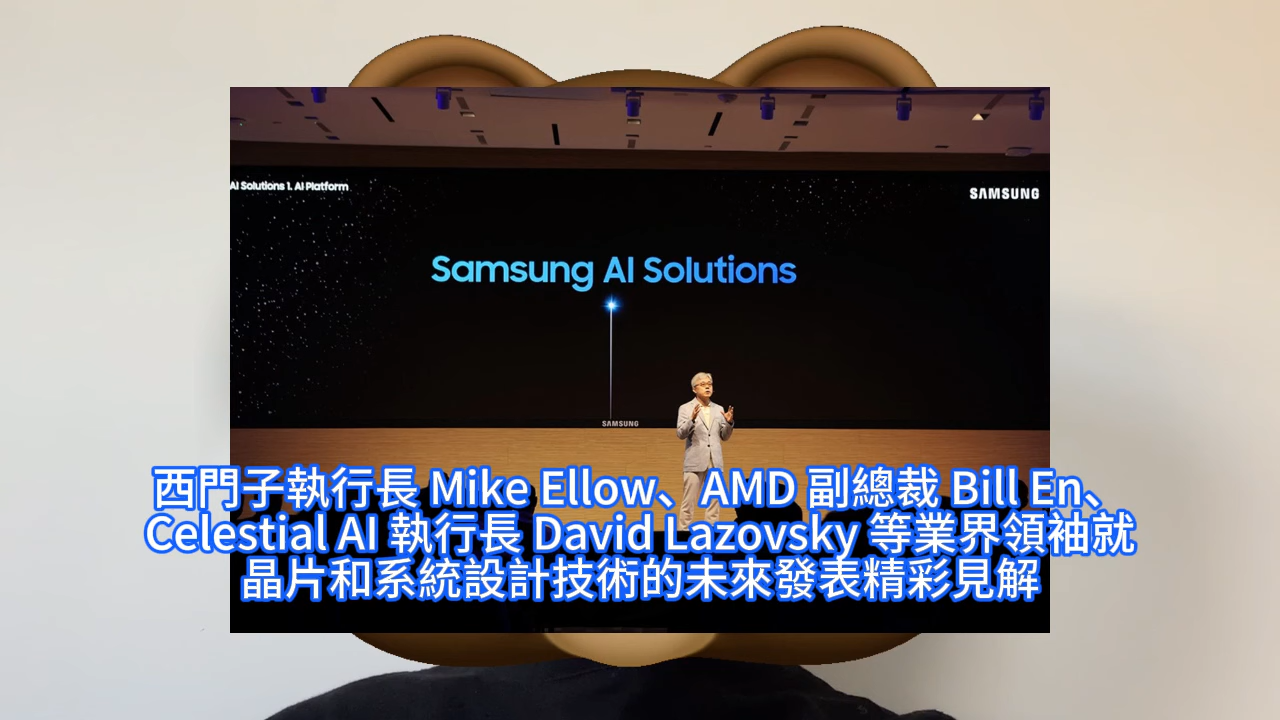 AI Solutions 1. AI Platform
SAMSUNG
Samsung AI Solutions
SAMSUNG
西門子執行長 Mike Ellow、AMD 副總裁 Bill En、
Celestial AI 執行長 David Lazovsky 等業界領袖就
晶片和系統設計技術的未來發表精彩見解